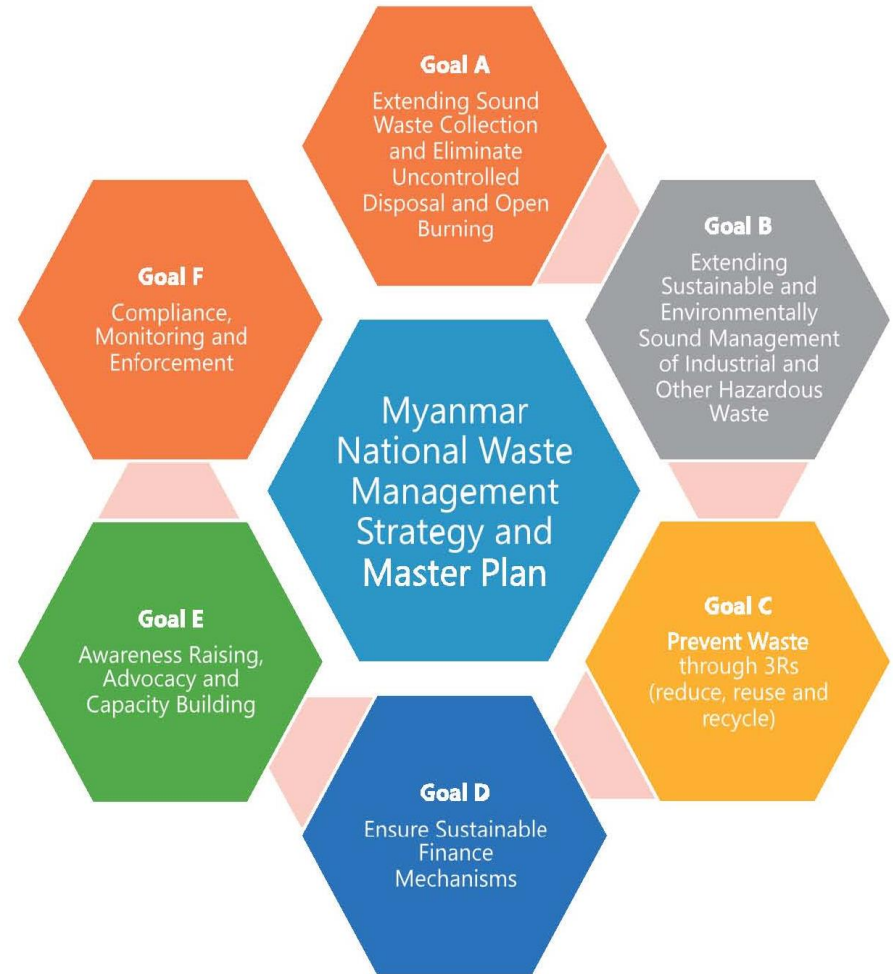 Goal A
Extending Sound
Waste Collection
and Eliminate
Uncontrolled
Disposal and Open
Burning
Goal B
Extending
Sustainable and
Environmentally
Sound Management
of Industrial and
Other Hazardous
Waste
Goal C
Prevent Waste
through 3Rs
(reduce, reuse and
recycle)
Goal D
Ensure Sustainable
Finance
Mechanisms
Goal E
Awareness Raising,
Advocacy and
Capacity Building
Goal F
Compliance,
Monitoring and
Enforcement
Myanmar
National Waste
Management
Strategy and
Master Plan